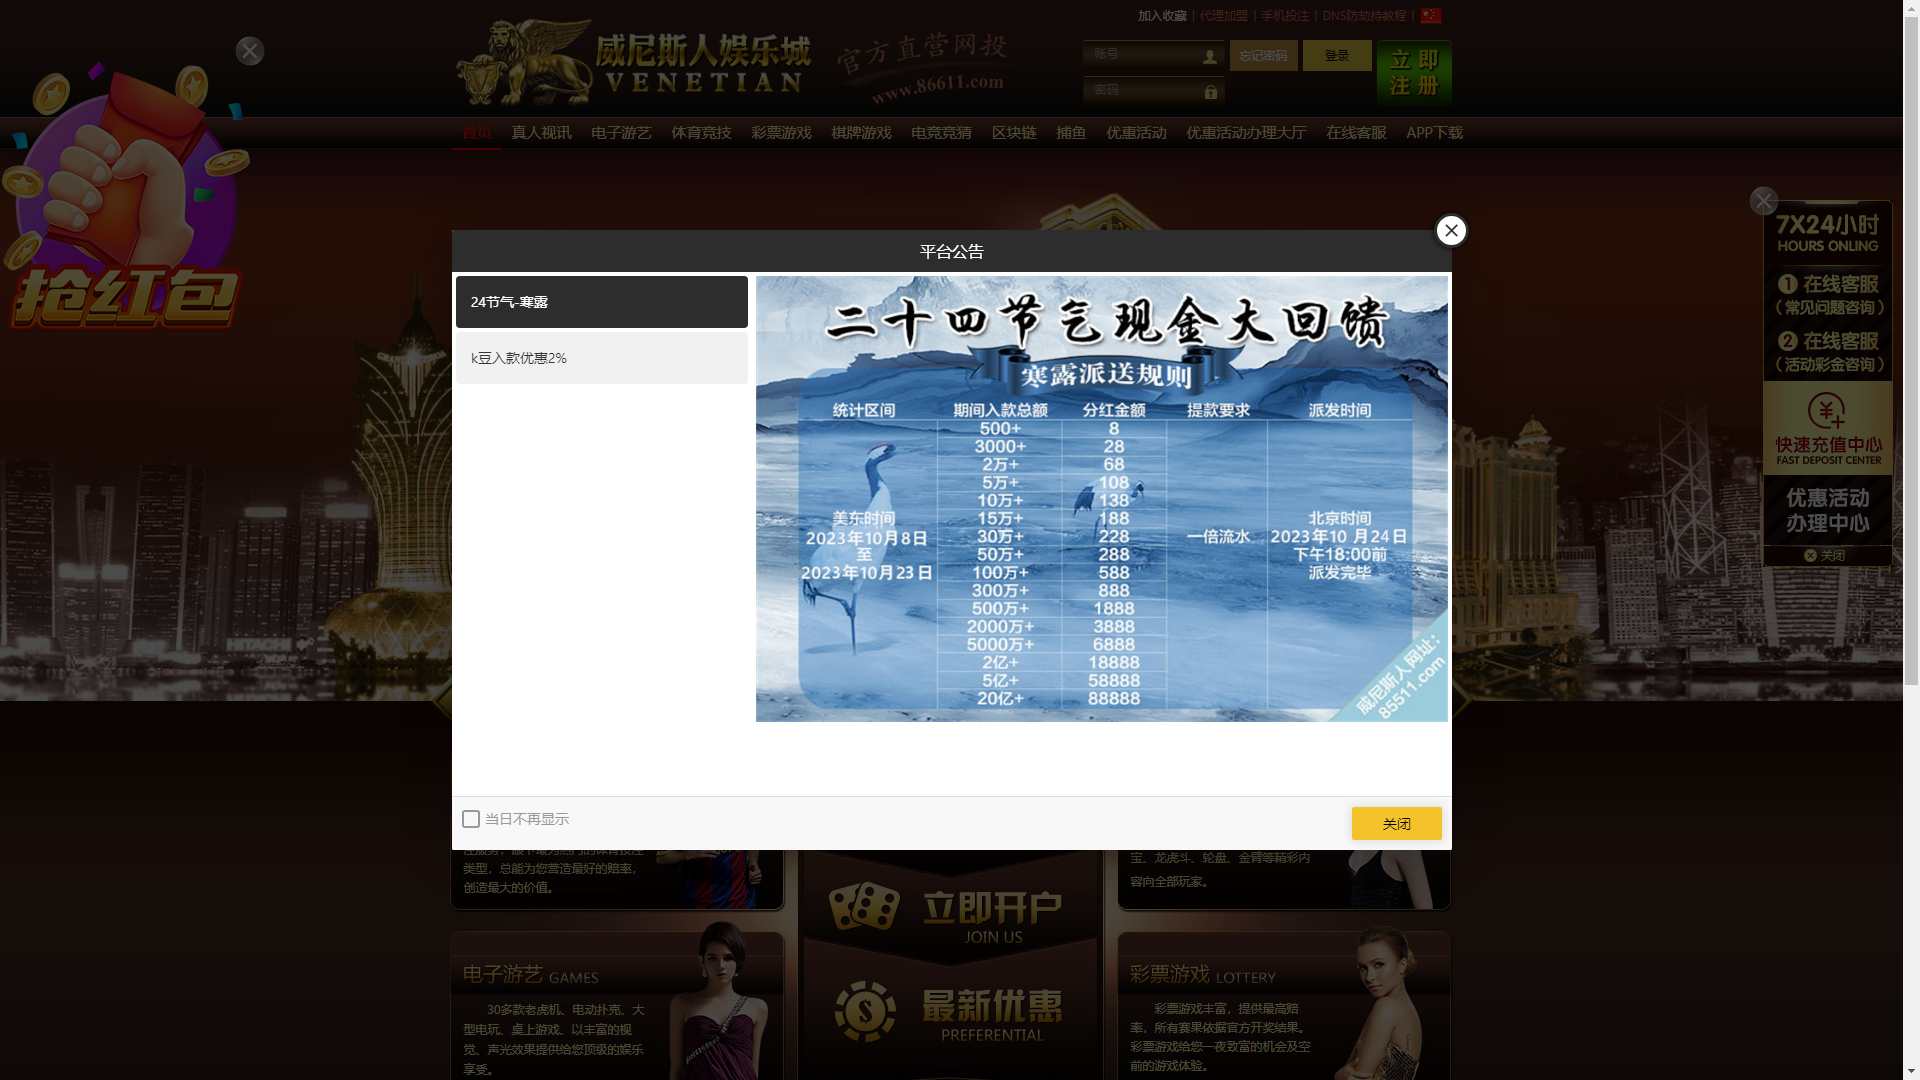 加入收藏 | 代理加盟 | 手机投注 | DNS防劫持教程 |
威尼斯人娱乐城
VENETIAN
官方直营网投
www.86611.com
账号
忘记密码
登录
立即
注册
密码
首页 真人视讯 电子游艺 体育竞技 彩票游戏 棋牌游戏 电竞竞猜 区块链 捕鱼 优惠活动 优惠活动办理大厅 在线客服 APP下载
抢红包
7X24小时
HOURS ONLING
1 在线客服
（常见问题咨询）
2 在线客服
（活动彩金咨询）
快速充值中心
FAST DEPOSIT CENTER
优惠活动
办理中心
关闭
平台公告
24节气-寒露
k豆入款优惠2%
二十四节气现金大回馈
寒露派送规则
统计区间 期间入款总额 分红金额 提款要求 派发时间
500+ 8
3000+ 28
2万+ 68
5万+ 108
10万+ 138
15万+ 188
30万+ 228
50万+ 288
100万+ 588
300万+ 888
500万+ 1888
2000万+ 3888
5000万+ 6888
2亿+ 18888
5亿+ 58888
20亿+ 88888
美东时间
2023年10月8日
至
2023年10月23日
一倍流水
北京时间
2023年10 月24日
下午18:00前
派发完毕
威尼斯人网址：
85511.com
当日不再显示
关闭
类型，总能为您营造最好的赔率，
创造最大的价值。
立即开户
JOIN US
宝、龙虎斗、轮盘、金臂等精彩内
容向全部玩家。
电子游艺 GAMES
30多款老虎机、电动扑克、大
型电玩、桌上游戏、以丰富的视
觉、声光效果提供给您顶级的娱乐
享受。
最新优惠
PREFERENTIAL
彩票游戏 LOTTERY
彩票游戏丰富，提供最高赔
率，所有赛果依据官方开奖结果。
彩票游戏给您一夜致富的机会及空
前的游戏体验。
HITACHI